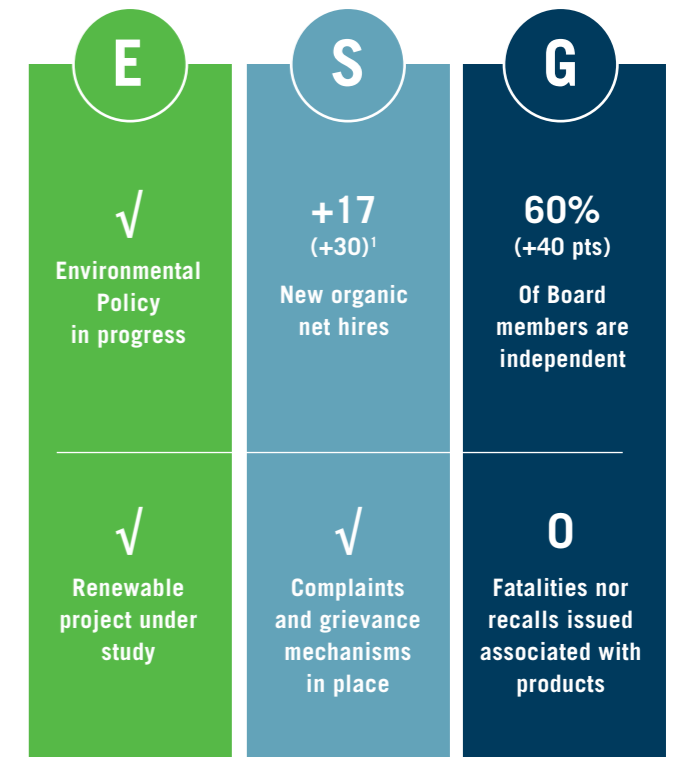 E
√
Environmental
Policy
in progress
√
Renewable
project under
study
S
+17
(+30)¹
New organic
net hires
√
Complaints
and grievance
mechanisms
in place
G
60%
(+40 pts)
Of Board
members are
independent
0
Fatalities nor
recalls issued
associated with
products